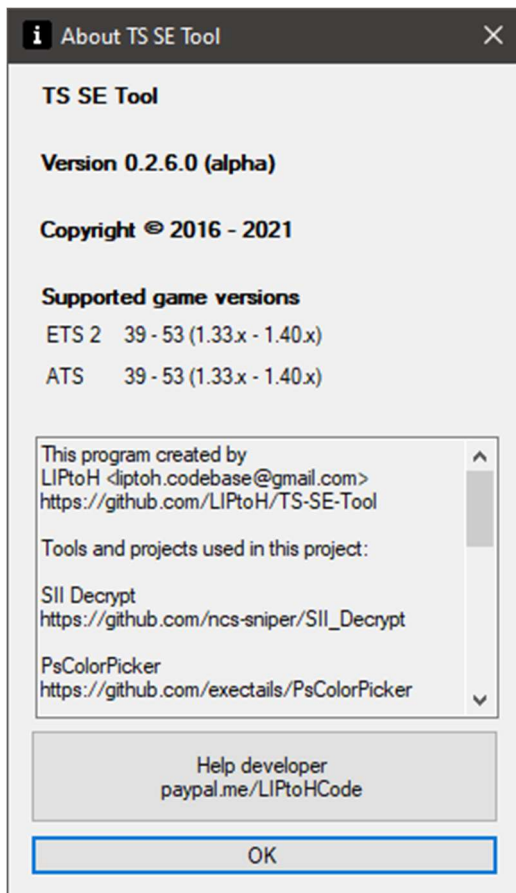 About TS SE Tool
TS SE Tool
Version 0.2.6.0 (alpha)
Copyright © 2016 - 2021
Supported game versions
ETS 2 39 - 53 (1.33.x - 1.40.x)
ATS 39 - 53 (1.33.x - 1.40.x)
This program created by
LIPtoH <liptoh.codebase@gmail.com>
https://github.com/LIPtoH/TS-SE-Tool
Tools and projects used in this project:
SII Decrypt
https://github.com/ncs-sniper/SII_Decrypt
PsColorPicker
https://github.com/exectails/PsColorPicker
Help developer
paypal.me/LIPtoHCode
OK